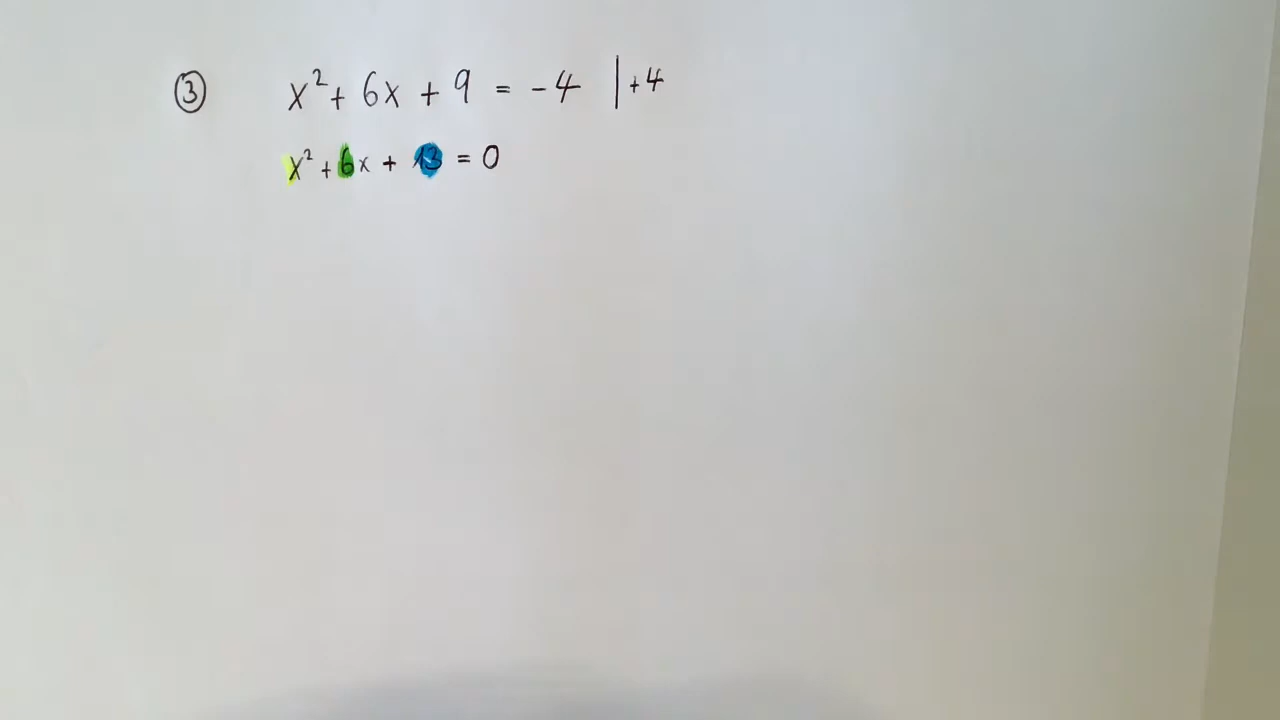 ③ x² + 6x + 9 = -4 | +4
x² + 6x + 13 = 0